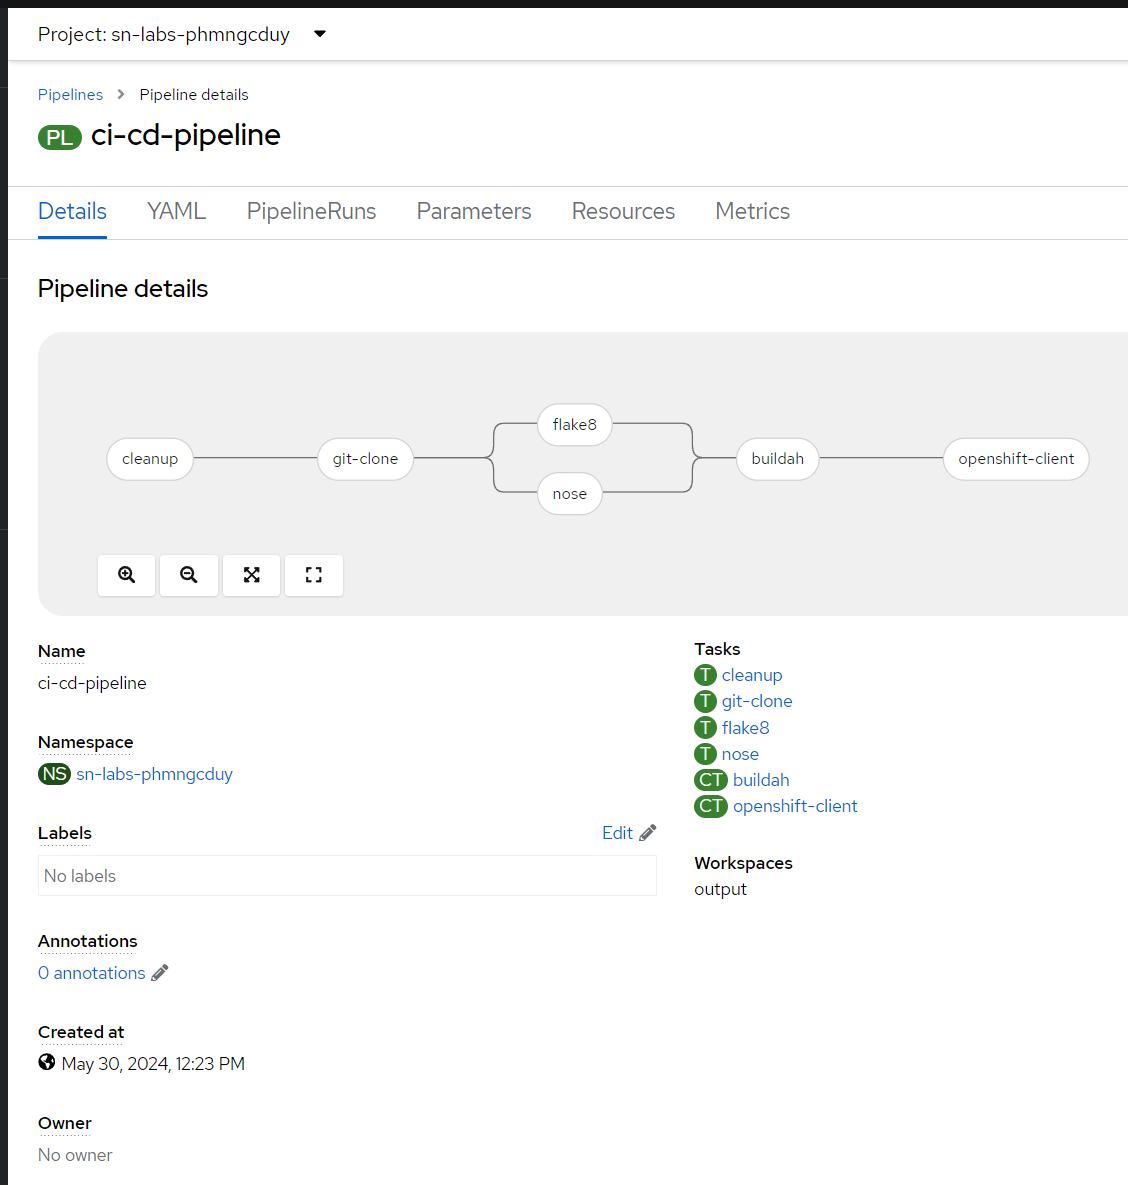 Project: sn-labs-phmngcduy
Pipelines > Pipeline details
PL ci-cd-pipeline
Details YAML PipelineRuns Parameters Resources Metrics
Pipeline details
cleanup
git-clone
flake8
nose
buildah
openshift-client
Name
ci-cd-pipeline
Namespace
NS sn-labs-phmngcduy
Labels
Edit
No labels
Annotations
0 annotations
Created at
May 30, 2024, 12:23 PM
Owner
No owner
Tasks
T cleanup
T git-clone
T flake8
T nose
CT buildah
CT openshift-client
Workspaces
output